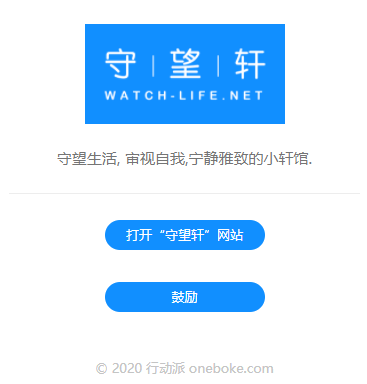 守 | 望 | 轩
WATCH-LIFE.NET
守望生活, 审视自我,宁静雅致的小轩馆.
打开“守望轩”网站
鼓励
© 2020 行动派 oneboke.com